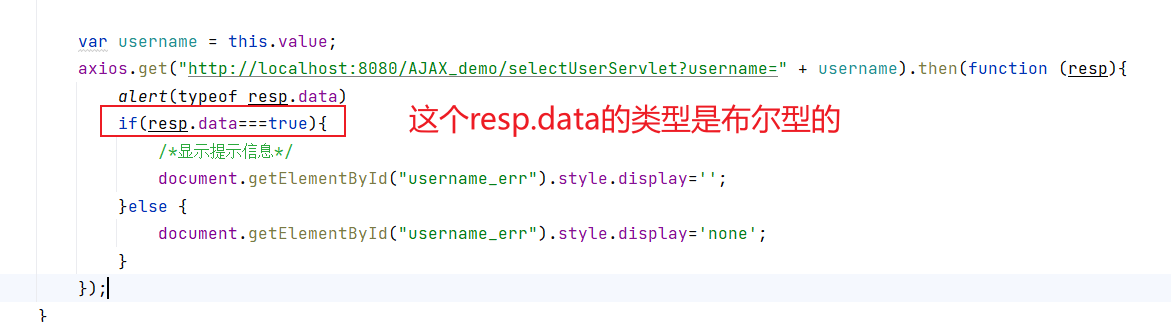 var username = this.value;
axios.get("http://localhost:8080/AJAX_demo/selectUserServlet?username=" + username).then(function (resp){
alert(typeof resp.data)
if(resp.data===true){
这个resp.data的类型是布尔型的
/*显示提示信息*/
document.getElementById("username_err").style.display='';
}else {
document.getElementById("username_err").style.display='none';
}
});
}